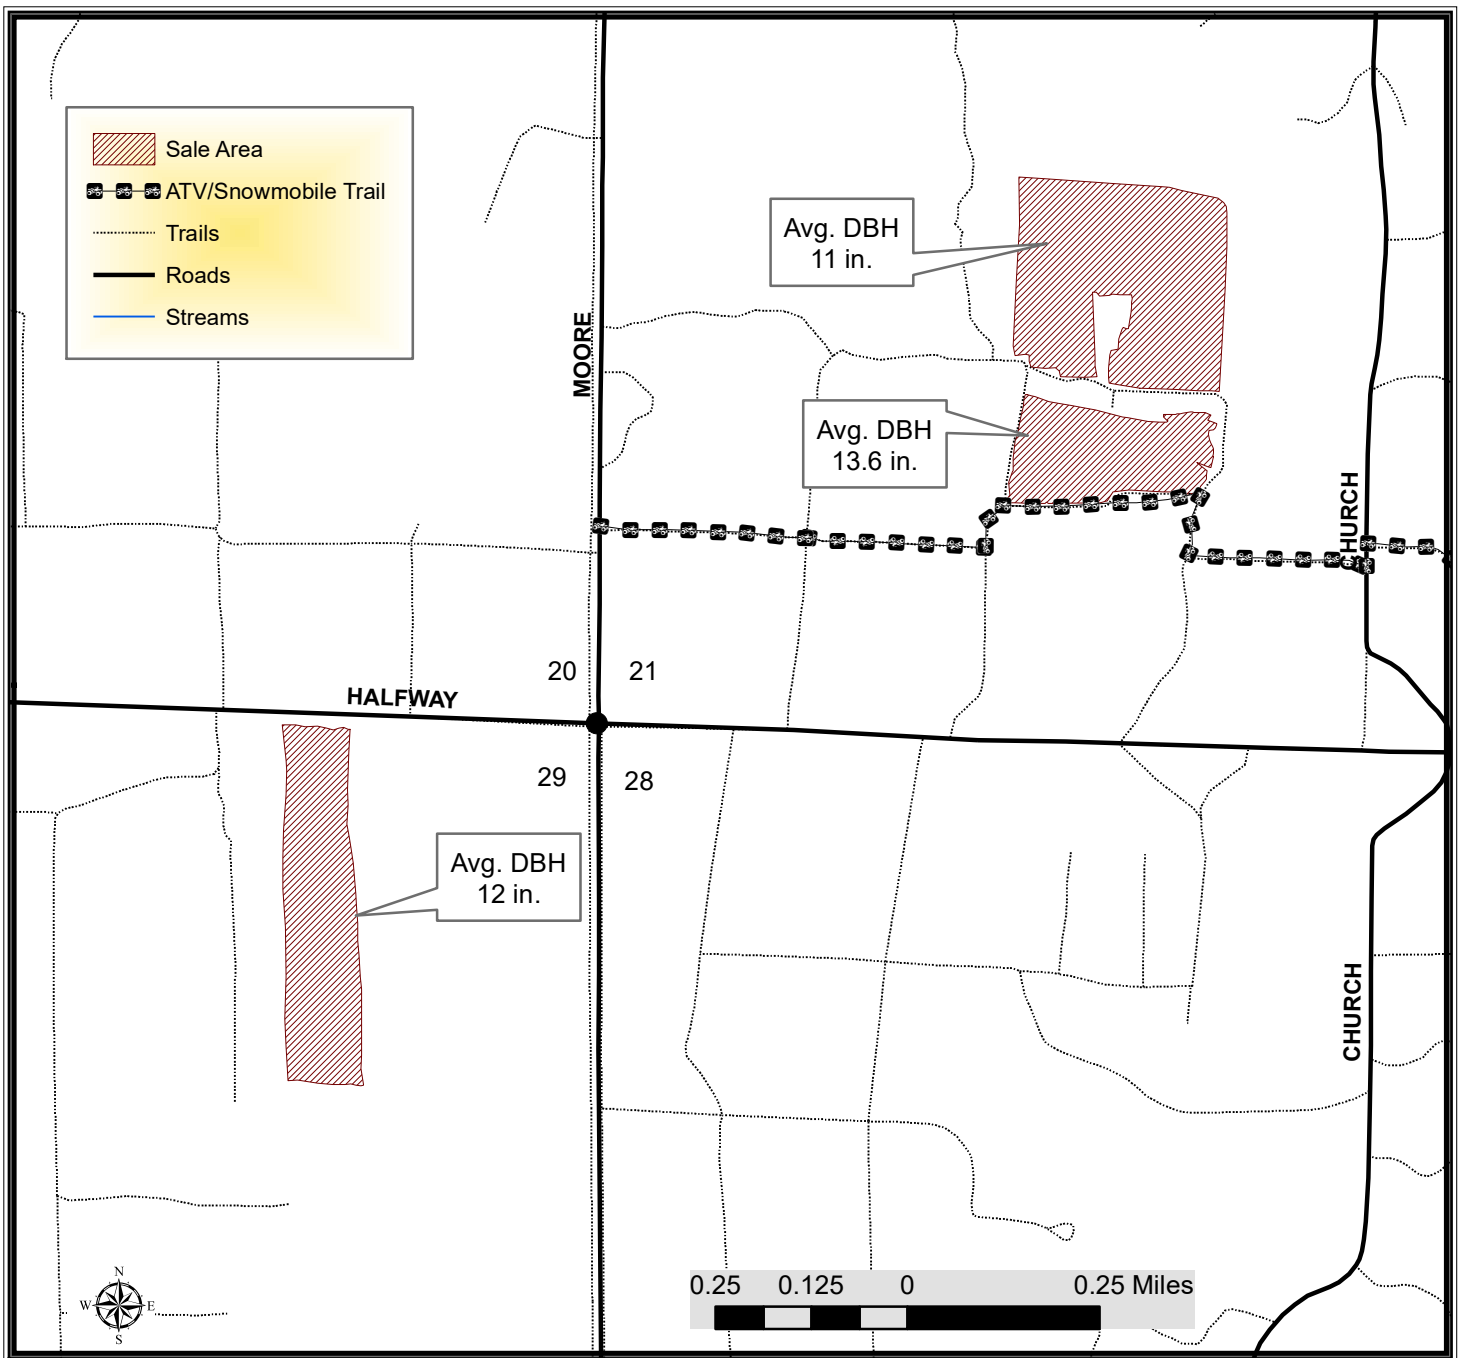 Sale Area
ATV/Snowmobile Trail
Trails
Roads
Streams
Avg. DBH
11 in.
MOORE
Avg. DBH
13.6 in.
CHURCH
20
21
HALFWAY
29
28
Avg. DBH
12 in.
CHURCH
N
W
E
S
0.25
0.125
0
0.25 Miles